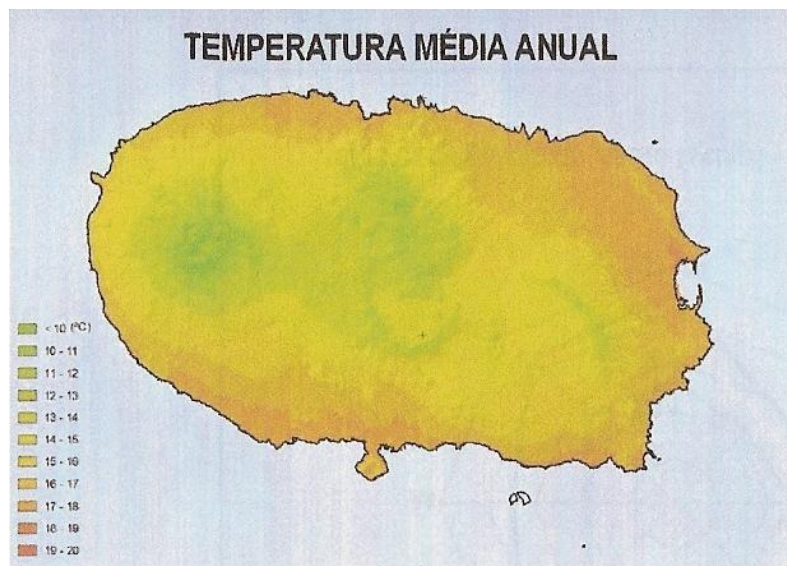 TEMPERATURA MÉDIA ANUAL
< 10 (ºC)
10 - 11
11 - 12
12 - 13
13 - 14
14 - 15
15 - 16
16 - 17
17 - 18
18 - 19
19 - 20